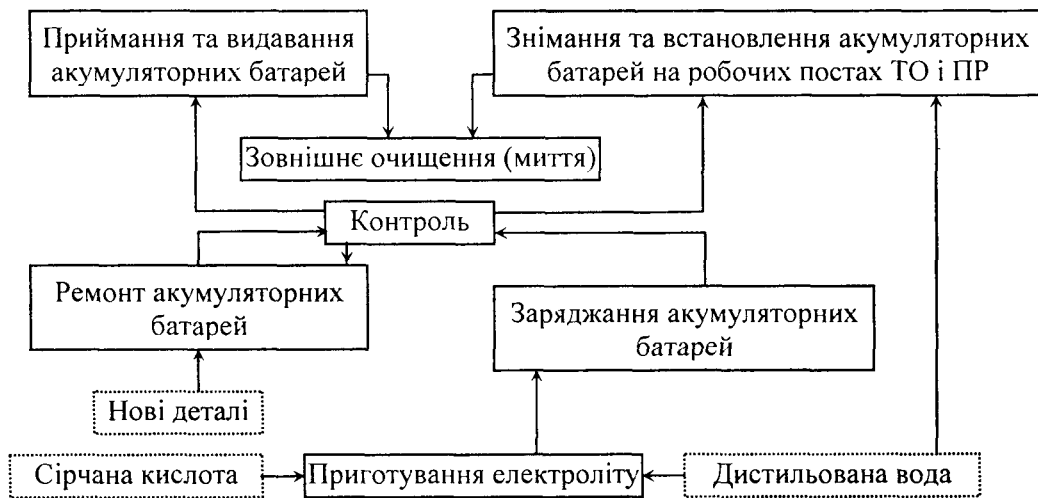 Приймання та видавання
акумуляторних батарей
Знімання та встановлення акумуляторних
батарей на робочих постах ТО і ПР
Зовнішнє очищення (миття)
Контроль
Ремонт акумуляторних
батарей
Заряджання акумуляторних
батарей
Нові деталі
Сірчана кислота
Приготування електроліту
Дистильована вода